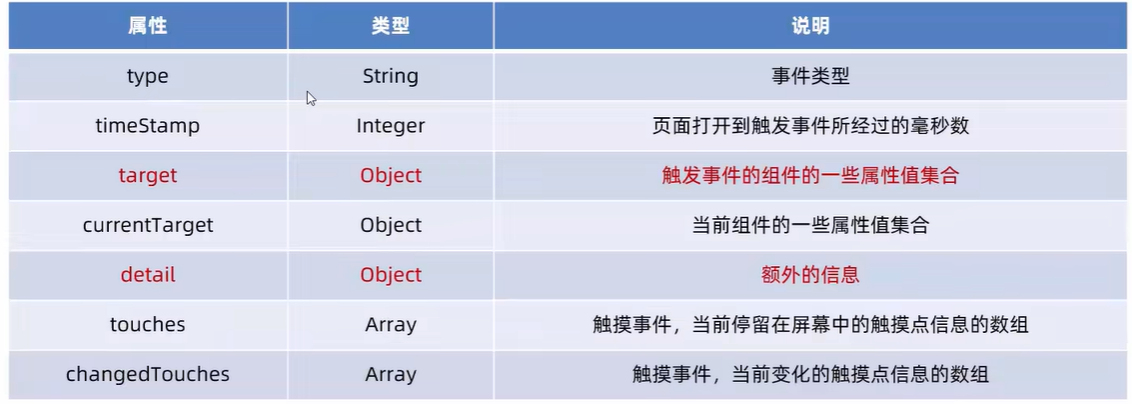 属性 类型 说明
type String 事件类型
timeStamp Integer 页面打开到触发事件所经过的毫秒数
target Object 触发事件的组件的一些属性值集合
currentTarget Object 当前组件的一些属性值集合
detail Object 额外的信息
touches Array 触摸事件，当前停留在屏幕中的触摸点信息的数组
changedTouches Array 触摸事件，当前变化的触摸点信息的数组